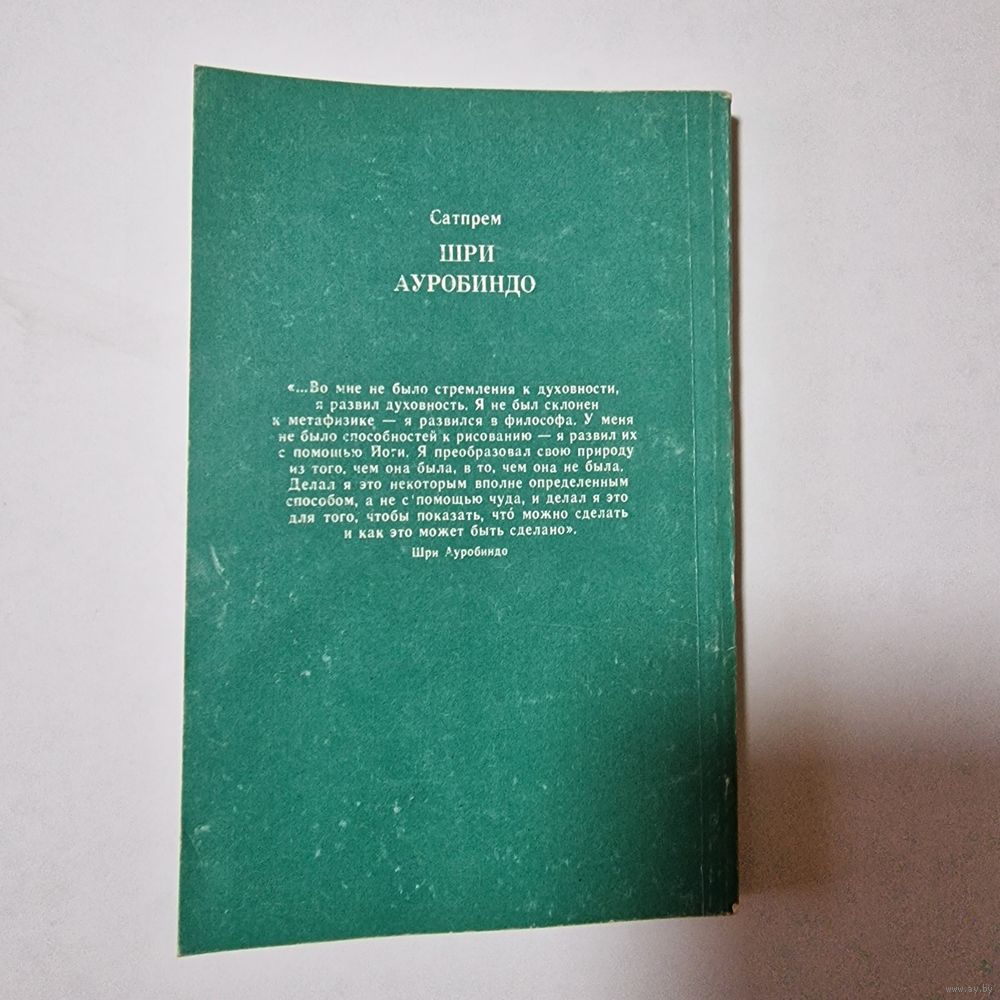 Сатпрем
ШРИ
АУРОБИНДО
«...Во мне не было стремления к духовности,
я развил духовность. Я не был склонен
к метафизике — я развился в философа. У меня
не было способностей к рисованию — я развил их
с помощью Йоги. Я преобразовал свою природу
из того, чем она была, в то, чем она не была.
Делал я это некоторым вполне определенным
способом, а не с помощью чуда, и делал я это
для того, чтобы показать, что́ можно сделать
и как это может быть сделано».
Шри Ауробиндо
www.ay.by